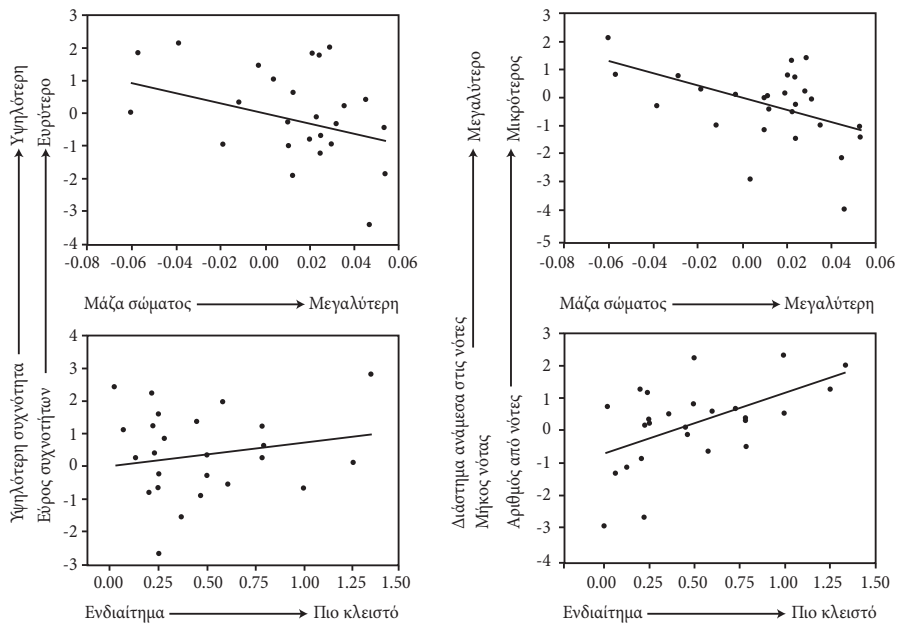 Υψηλότερη συχνότητα
Υψηλότερη
Εύρος συχνοτήτων
Ευρύτερο
3
2
1
0
-1
-2
-3
-4
-0.08 -0.06 -0.04 -0.02 0.00 0.02 0.04 0.06
Μάζα σώματος Μεγαλύτερη
4
3
2
1
0
-1
-2
-3
0.00 0.25 0.50 0.75 1.00 1.25 1.50
Ενδιαίτημα Πιο κλειστό
Διάστημα ανάμεσα στις νότες
Μήκος νότας
Μεγαλύτερο
Αριθμός από νότες
Μικρότερος
3
2
1
0
-1
-2
-3
-4
-5
-0.08 -0.06 -0.04 -0.02 0.00 0.02 0.04 0.06
Μάζα σώματος Μεγαλύτερη
3
2
1
0
-1
-2
-3
-4
0.00 0.25 0.50 0.75 1.00 1.25 1.50
Ενδιαίτημα Πιο κλειστό